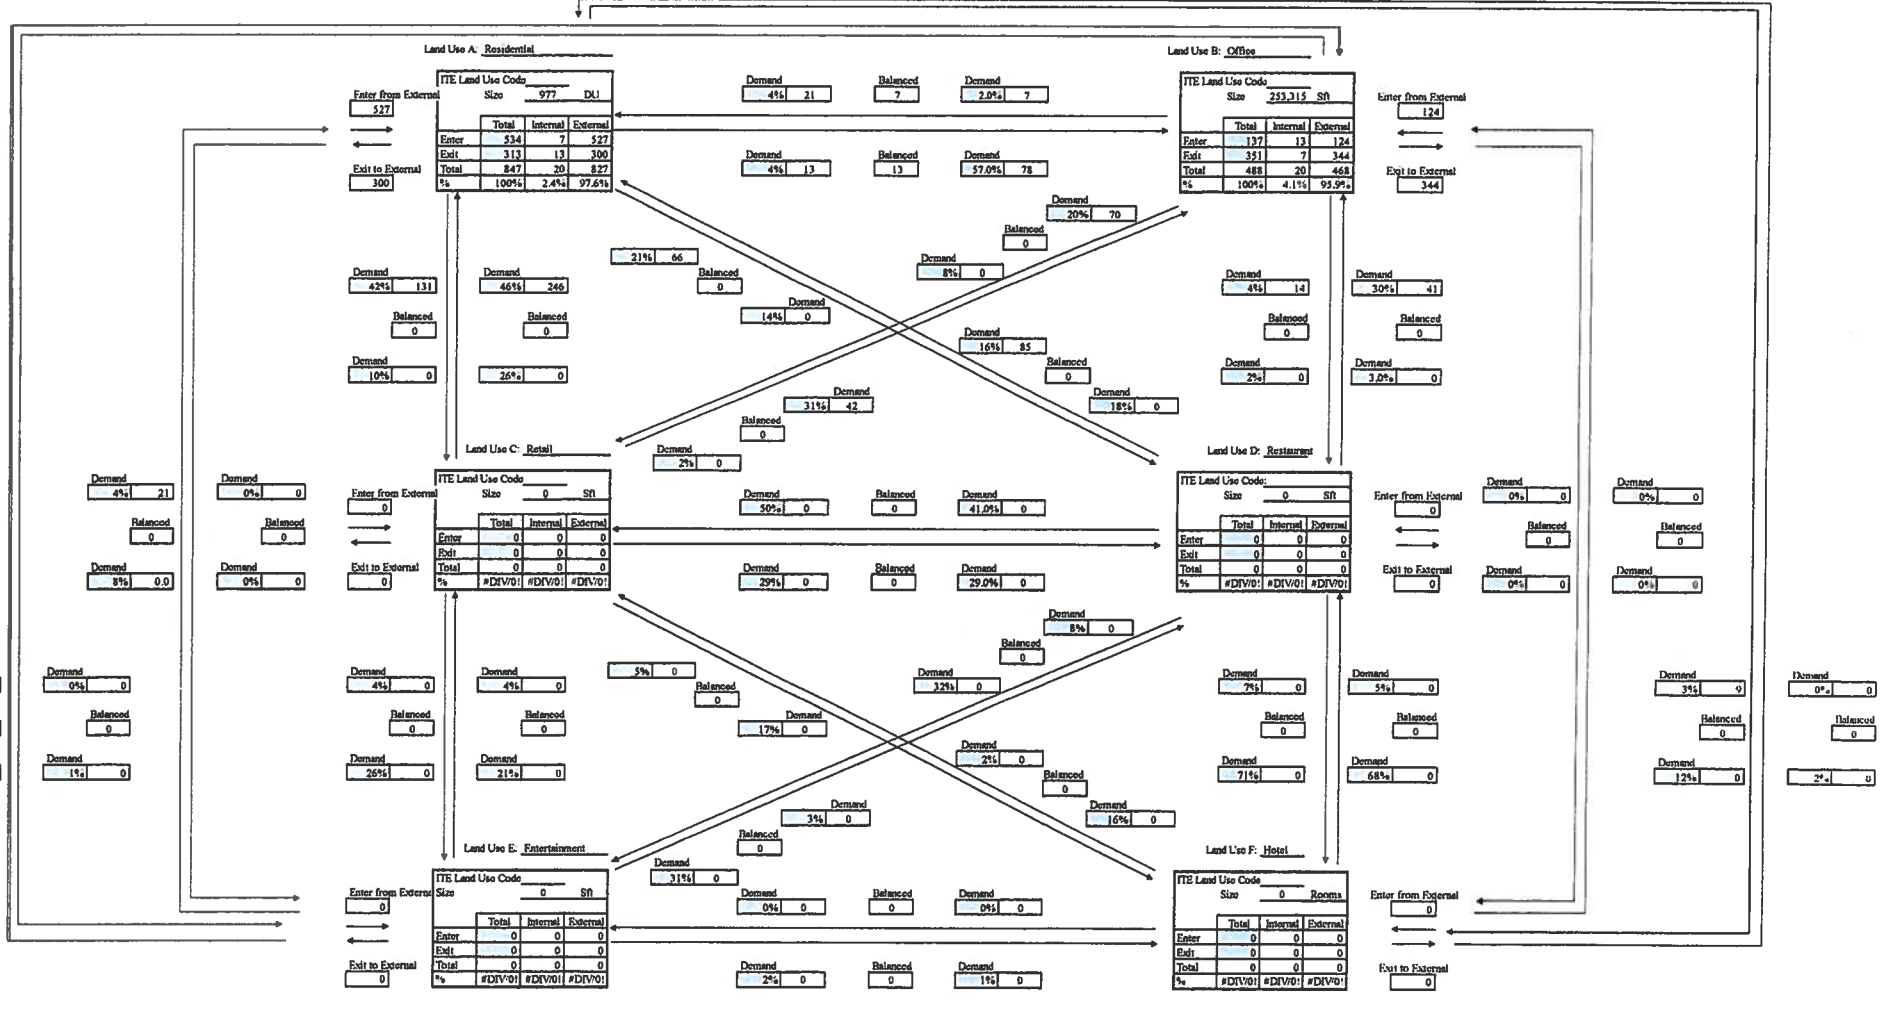 Land Use A: Residential
Land Use B: Office
ITE Land Use Code
Size 977 DU
Total Internal External
Enter 534 7 527
Exit 313 13 300
Total 847 20 827
% 100% 2.4% 97.6%
Enter from External
527
Exit to External
300
Demand Balanced Demand
4% 21 7 2.0% 7
Demand Balanced Demand
4% 13 13 57.0% 78
ITE Land Use Code
Size 253,315 Sft
Total Internal External
Enter 137 13 124
Exit 351 7 344
Total 488 20 468
% 100% 4.1% 95.9%
Enter from External
124
Exit to External
344
Demand
20% 70
Balanced
0
Demand
8% 0
21% 66
Balanced
0
Demand
14% 0
Demand Demand
42% 131 46% 246
Balanced Balanced
0 0
Demand
10% 0 26% 0
Demand
16% 85
Balanced
0
Demand
18% 0
Demand Demand
4% 14 30% 41
Balanced Balanced
0 0
Demand Demand
2% 0 3.0% 0
Demand
31% 42
Balanced
0
Demand
2% 0
Land Use C: Retail
Land Use D: Restaurant
Demand Demand
4% 21 0% 0
Balanced Balanced
0 0
Demand Demand
8% 0.0 0% 0
Enter from External
0
Exit to External
0
ITE Land Use Code
Size 0 Sft
Total Internal External
Enter 0 0 0
Exit 0 0 0
Total 0 0 0
% #DIV/0! #DIV/0! #DIV/0!
Demand Balanced Demand
50% 0 0 41.0% 0
Demand Balanced Demand
29% 0 0 29.0% 0
ITE Land Use Code:
Size 0 Sft
Total Internal External
Enter 0 0 0
Exit 0 0 0
Total 0 0 0
% #DIV/0! #DIV/0! #DIV/0!
Enter from External
0
Exit to External
0
Demand Demand
0% 0 0% 0
Balanced Balanced
0 0
Demand Demand
0% 0 0% 0
Demand
8% 0
Balanced
0
Demand
32% 0
5% 0
Balanced
0
Demand
17% 0
Demand
0% 0
Balanced
0
Demand
1% 0
Demand Demand
4% 0 4% 0
Balanced Balanced
0 0
Demand Demand
26% 0 21% 0
Demand
2% 0
Balanced
0
Demand
16% 0
Demand Demand
7% 0 5% 0
Balanced Balanced
0 0
Demand Demand
71% 0 68% 0
Demand Demand
3% 0% 0
Balanced Balanced
0 0
Demand
12% 0 2% 0
Demand
3% 0
Balanced
0
Demand
31% 0
Land Use E: Entertainment
Land Use F: Hotel
Enter from External
0
Exit to External
0
ITE Land Use Code
Size 0 Sft
Total Internal External
Enter 0 0 0
Exit 0 0 0
Total 0 0 0
% #DIV/0! #DIV/0! #DIV/0!
Demand Balanced Demand
0% 0 0 0% 0
Demand Balanced Demand
2% 0 0 1% 0
ITE Land Use Code
Size 0 Rooms
Total Internal External
Enter 0 0 0
Exit 0 0 0
Total 0 0 0
% #DIV/0! #DIV/0! #DIV/0!
Enter from External
0
Exit to External
0